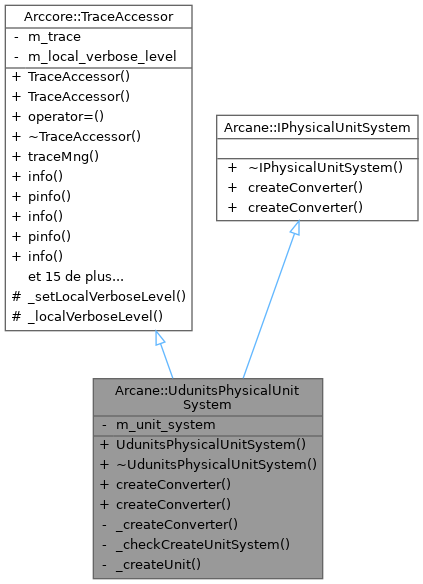 Arccore::TraceAccessor
- m_trace
- m_local_verbose_level
+ TraceAccessor()
+ TraceAccessor()
+ operator=()
+ ~TraceAccessor()
+ traceMng()
+ info()
+ pinfo()
+ info()
+ pinfo()
+ info()
et 15 de plus...
# _setLocalVerboseLevel()
# _localVerboseLevel()
Arcane::IPhysicalUnitSystem
+ ~IPhysicalUnitSystem()
+ createConverter()
+ createConverter()
Arcane::UdunitsPhysicalUnit
System
- m_unit_system
+ UdunitsPhysicalUnitSystem()
+ ~UdunitsPhysicalUnitSystem()
+ createConverter()
+ createConverter()
- _createConverter()
- _checkCreateUnitSystem()
- _createUnit()